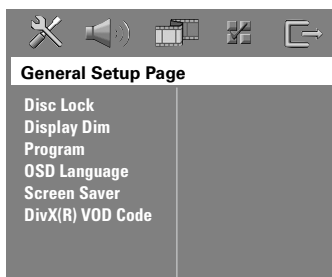 General Setup Page
Disc Lock
Display Dim
Program
OSD Language
Screen Saver
DivX(R) VOD Code